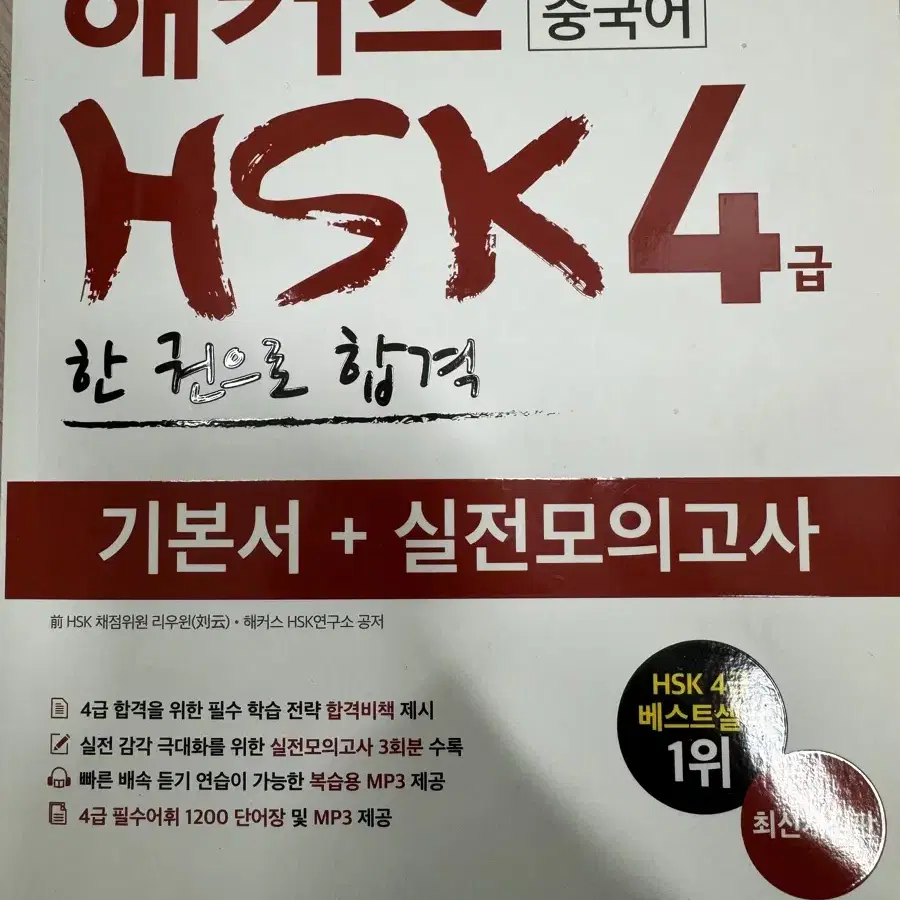 해커스 중국어
HSK 4급
한 권으로 합격
기본서 + 실전모의고사
前 HSK 채점위원 리우윈(刘云) • 해커스 HSK연구소 공저
4급 합격을 위한 필수 학습 전략 합격비책 제시
실전 감각 극대화를 위한 실전모의고사 3회분 수록
빠른 배속 듣기 연습이 가능한 복습용 MP3 제공
4급 필수어휘 1200 단어장 및 MP3 제공
HSK 4급
베스트셀
1위